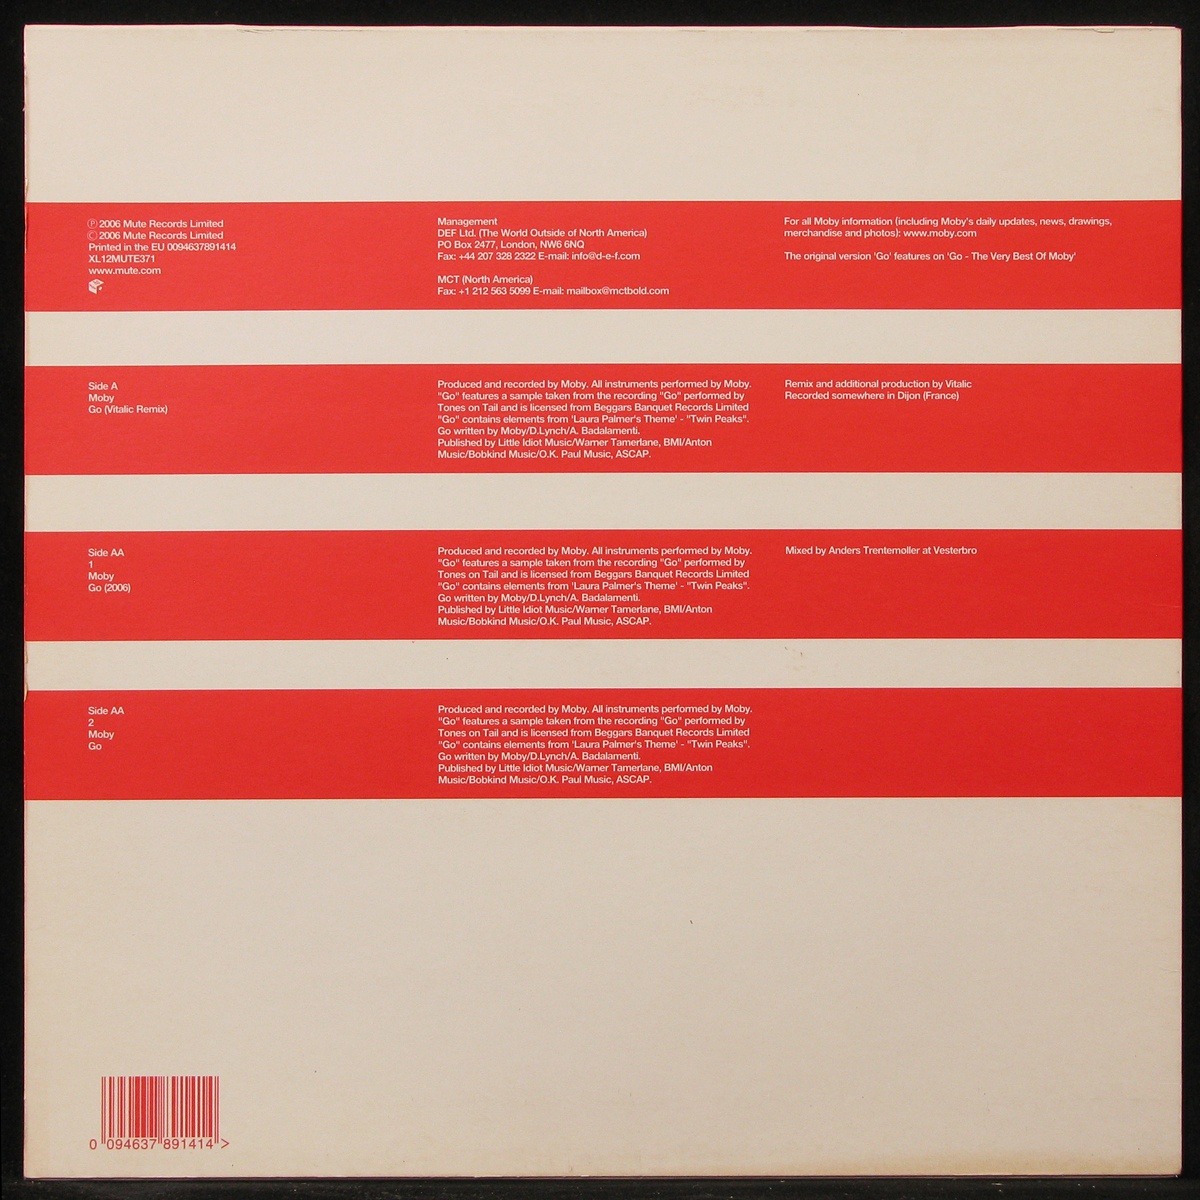 Ⓟ 2006 Mute Records Limited
© 2006 Mute Records Limited
Printed in the EU 0094637891414
XL12MUTE371
www.mute.com
Management
DEF Ltd. (The World Outside of North America)
PO Box 2477, London, NW6 6NQ
Fax: +44 207 328 2322 E-mail: info@d-e-f.com
MCT (North America)
Fax: +1 212 563 5099 E-mail: mailbox@mctbold.com
For all Moby information (including Moby's daily updates, news, drawings,
merchandise and photos): www.moby.com
The original version 'Go' features on 'Go - The Very Best Of Moby'
Side A
Moby
Go (Vitalic Remix)
Produced and recorded by Moby. All instruments performed by Moby.
"Go" features a sample taken from the recording "Go" performed by
Tones on Tail and is licensed from Beggars Banquet Records Limited
"Go" contains elements from 'Laura Palmer's Theme' - "Twin Peaks".
Go written by Moby/D.Lynch/A. Badalamenti.
Published by Little Idiot Music/Warner Tamerlane, BMI/Anton
Music/Bobkind Music/O.K. Paul Music, ASCAP.
Remix and additional production by Vitalic
Recorded somewhere in Dijon (France)
Side AA
1
Moby
Go (2006)
Produced and recorded by Moby. All instruments performed by Moby.
"Go" features a sample taken from the recording "Go" performed by
Tones on Tail and is licensed from Beggars Banquet Records Limited
"Go" contains elements from 'Laura Palmer's Theme' - "Twin Peaks".
Go written by Moby/D.Lynch/A. Badalamenti.
Published by Little Idiot Music/Warner Tamerlane, BMI/Anton
Music/Bobkind Music/O.K. Paul Music, ASCAP.
Mixed by Anders Trentemoller at Vesterbro
Side AA
2
Moby
Go
Produced and recorded by Moby. All instruments performed by Moby.
"Go" features a sample taken from the recording "Go" performed by
Tones on Tail and is licensed from Beggars Banquet Records Limited
"Go" contains elements from 'Laura Palmer's Theme' - "Twin Peaks".
Go written by Moby/D.Lynch/A. Badalamenti.
Published by Little Idiot Music/Warner Tamerlane, BMI/Anton
Music/Bobkind Music/O.K. Paul Music, ASCAP.
0 094637 891414 >